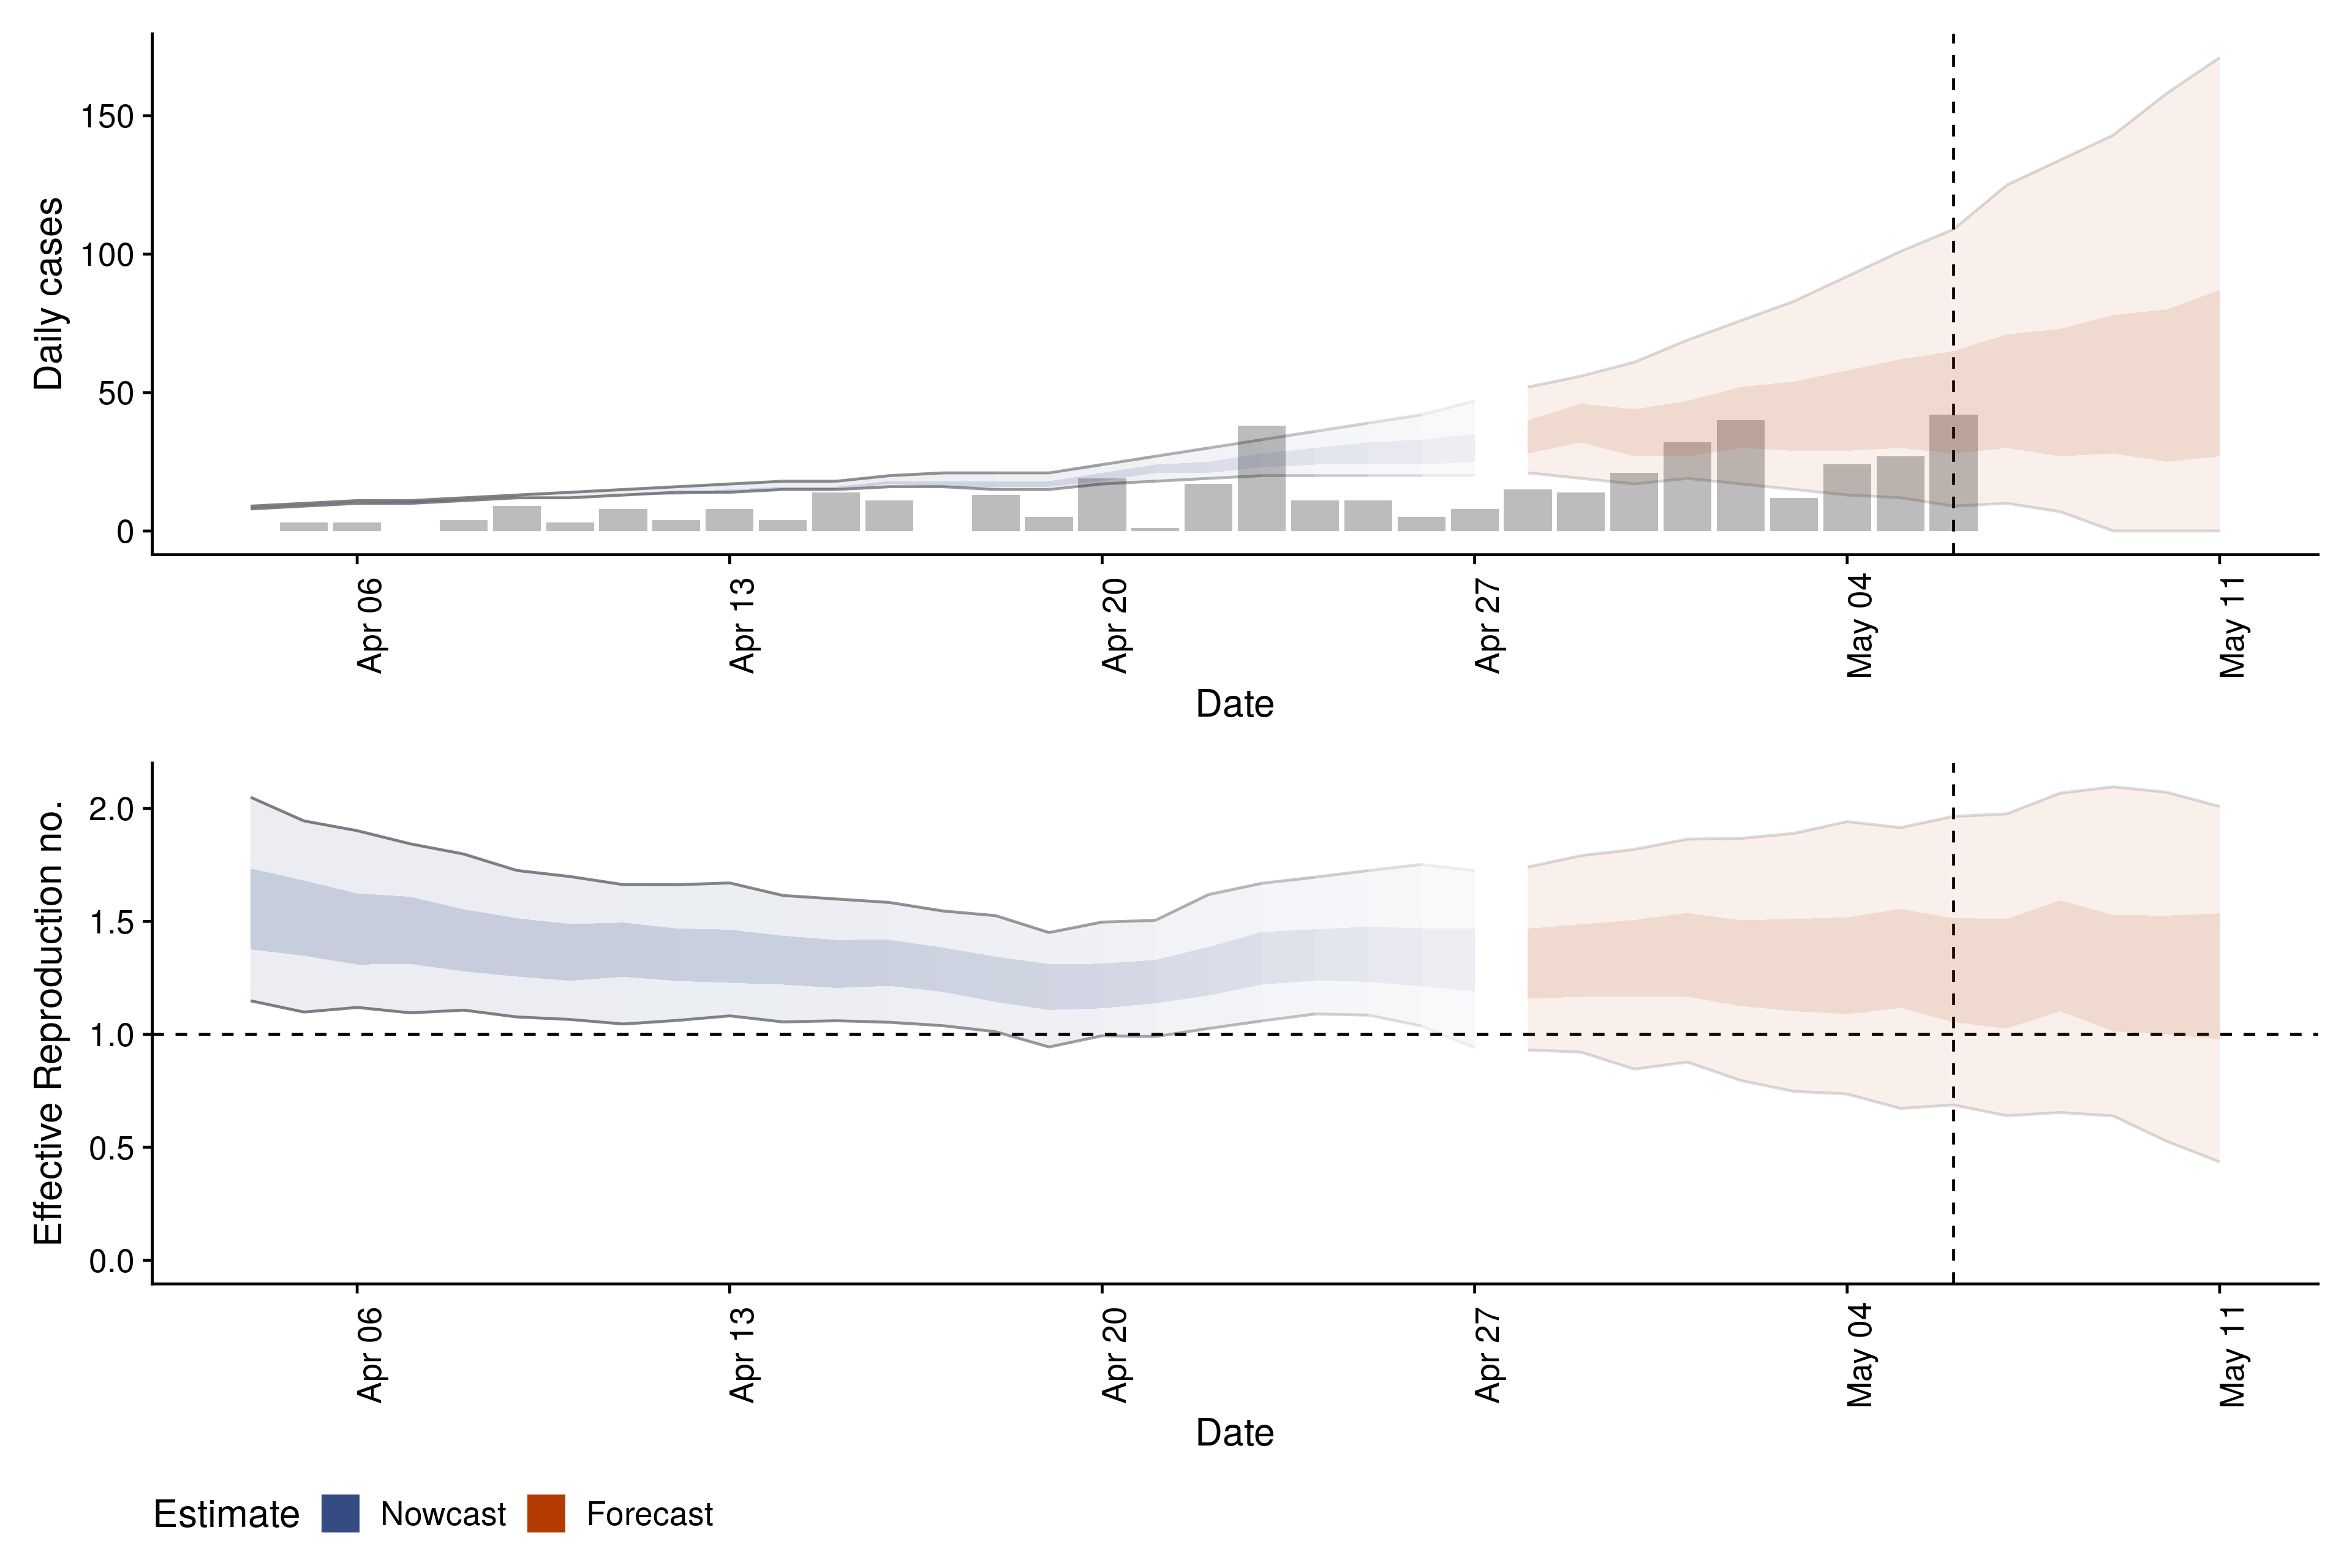 Daily cases
150
100
50
0
Apr 06
Apr 13
Apr 20
Apr 27
May 04
May 11
Date
Effective Reproduction no.
2.0
1.5
1.0
0.5
0.0
Apr 06
Apr 13
Apr 20
Apr 27
May 04
May 11
Date
Estimate Nowcast Forecast